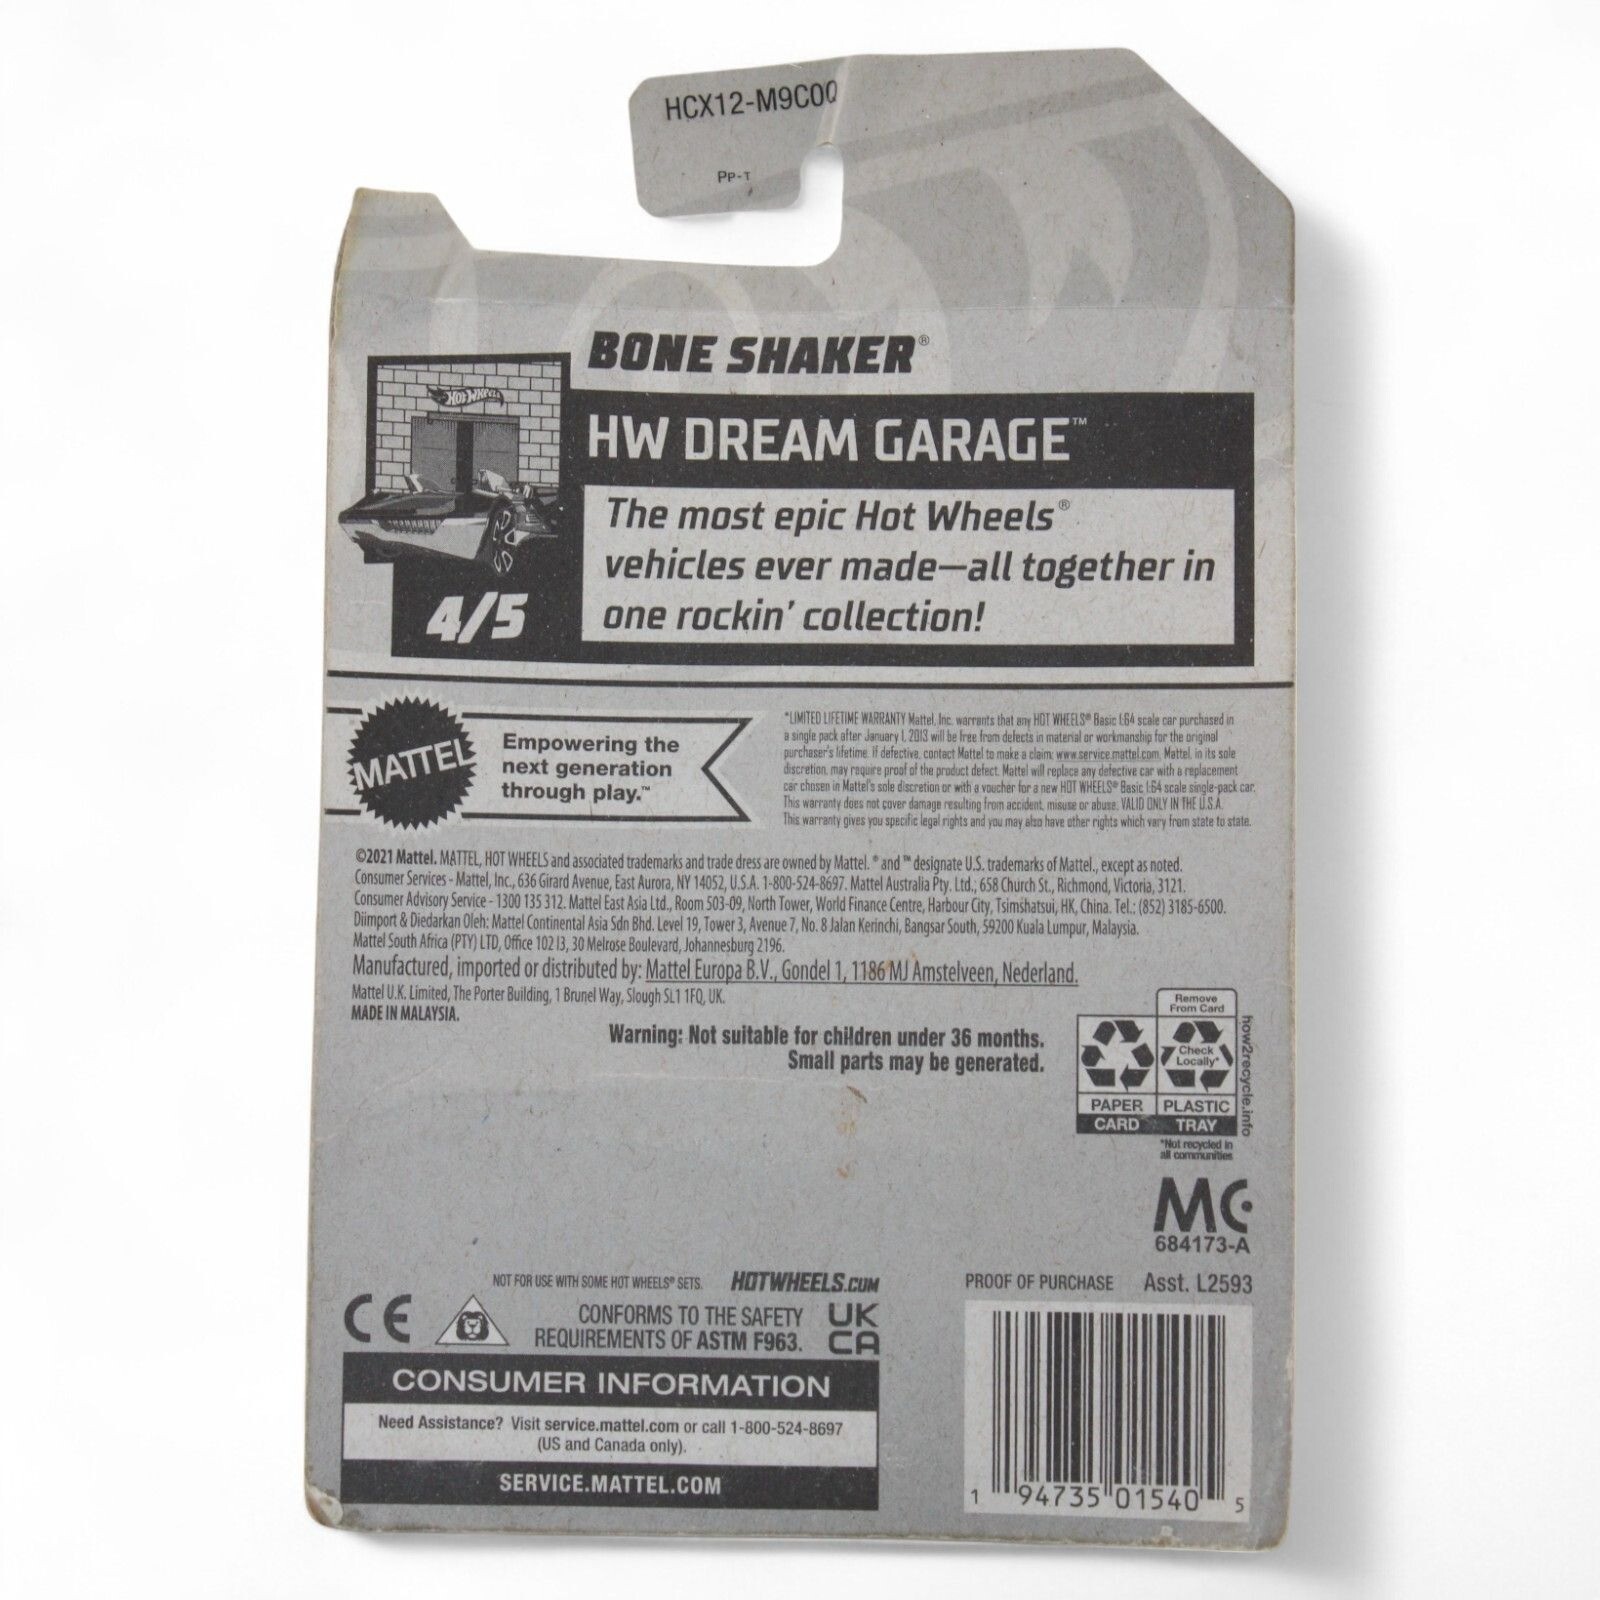 HCX12-M9C0Q
PP-T
BONE SHAKER®
HOT WHEELS
HW DREAM GARAGE™
The most epic Hot Wheels®
vehicles ever made—all together in
one rockin' collection!
4/5
MATTEL
Empowering the
next generation
through play.™
*LIMITED LIFETIME WARRANTY Mattel, Inc. warrants that any HOT WHEELS® Basic 1:64 scale car purchased in
a single pack after January 1, 2013 will be free from defects in material or workmanship for the original
purchaser's lifetime. If defective, contact Mattel to make a claim: www.service.mattel.com. Mattel, in its sole
discretion, may require proof of the product defect. Mattel will replace any defective car with a replacement
car chosen in Mattel's sole discretion or with a voucher for a new HOT WHEELS® Basic 1:64 scale single-pack car.
This warranty does not cover damage resulting from accident, misuse or abuse. VALID ONLY IN THE U.S.A.
This warranty gives you specific legal rights and you may also have other rights which vary from state to state.
©2021 Mattel. MATTEL, HOT WHEELS and associated trademarks and trade dress are owned by Mattel. ® and ™ designate U.S. trademarks of Mattel., except as noted.
Consumer Services - Mattel, Inc., 636 Girard Avenue, East Aurora, NY 14052, U.S.A. 1-800-524-8697. Mattel Australia Pty. Ltd.; 658 Church St., Richmond, Victoria, 3121.
Consumer Advisory Service - 1300 135 312. Mattel East Asia Ltd., Room 503-09, North Tower, World Finance Centre, Harbour City, Tsimshatsui, HK, China. Tel.: (852) 3185-6500.
Diimport & Diedarkan Oleh: Mattel Continental Asia Sdn Bhd. Level 19, Tower 3, Avenue 7, No. 8 Jalan Kerinchi, Bangsar South, 59200 Kuala Lumpur, Malaysia.
Mattel South Africa (PTY) LTD, Office 102 I3, 30 Melrose Boulevard, Johannesburg 2196.
Manufactured, imported or distributed by: Mattel Europa B.V., Gondel 1, 1186 MJ Amstelveen, Nederland.
Mattel U.K. Limited, The Porter Building, 1 Brunel Way, Slough SL1 1FQ, UK.
MADE IN MALAYSIA.
Warning: Not suitable for children under 36 months.
Small parts may be generated.
Remove
From Card
Check
Locally*
PAPER
PLASTIC
CARD
TRAY
how2recycle.info
*Not recycled in
all communities
MC
684173-A
NOT FOR USE WITH SOME HOT WHEELS® SETS.
HOTWHEELS.COM
PROOF OF PURCHASE
Asst. L2593
CE
CONFORMS TO THE SAFETY
REQUIREMENTS OF ASTM F963.
UK
CA
CONSUMER INFORMATION
Need Assistance? Visit service.mattel.com or call 1-800-524-8697
(US and Canada only).
SERVICE.MATTEL.COM
1 94735 01540 5